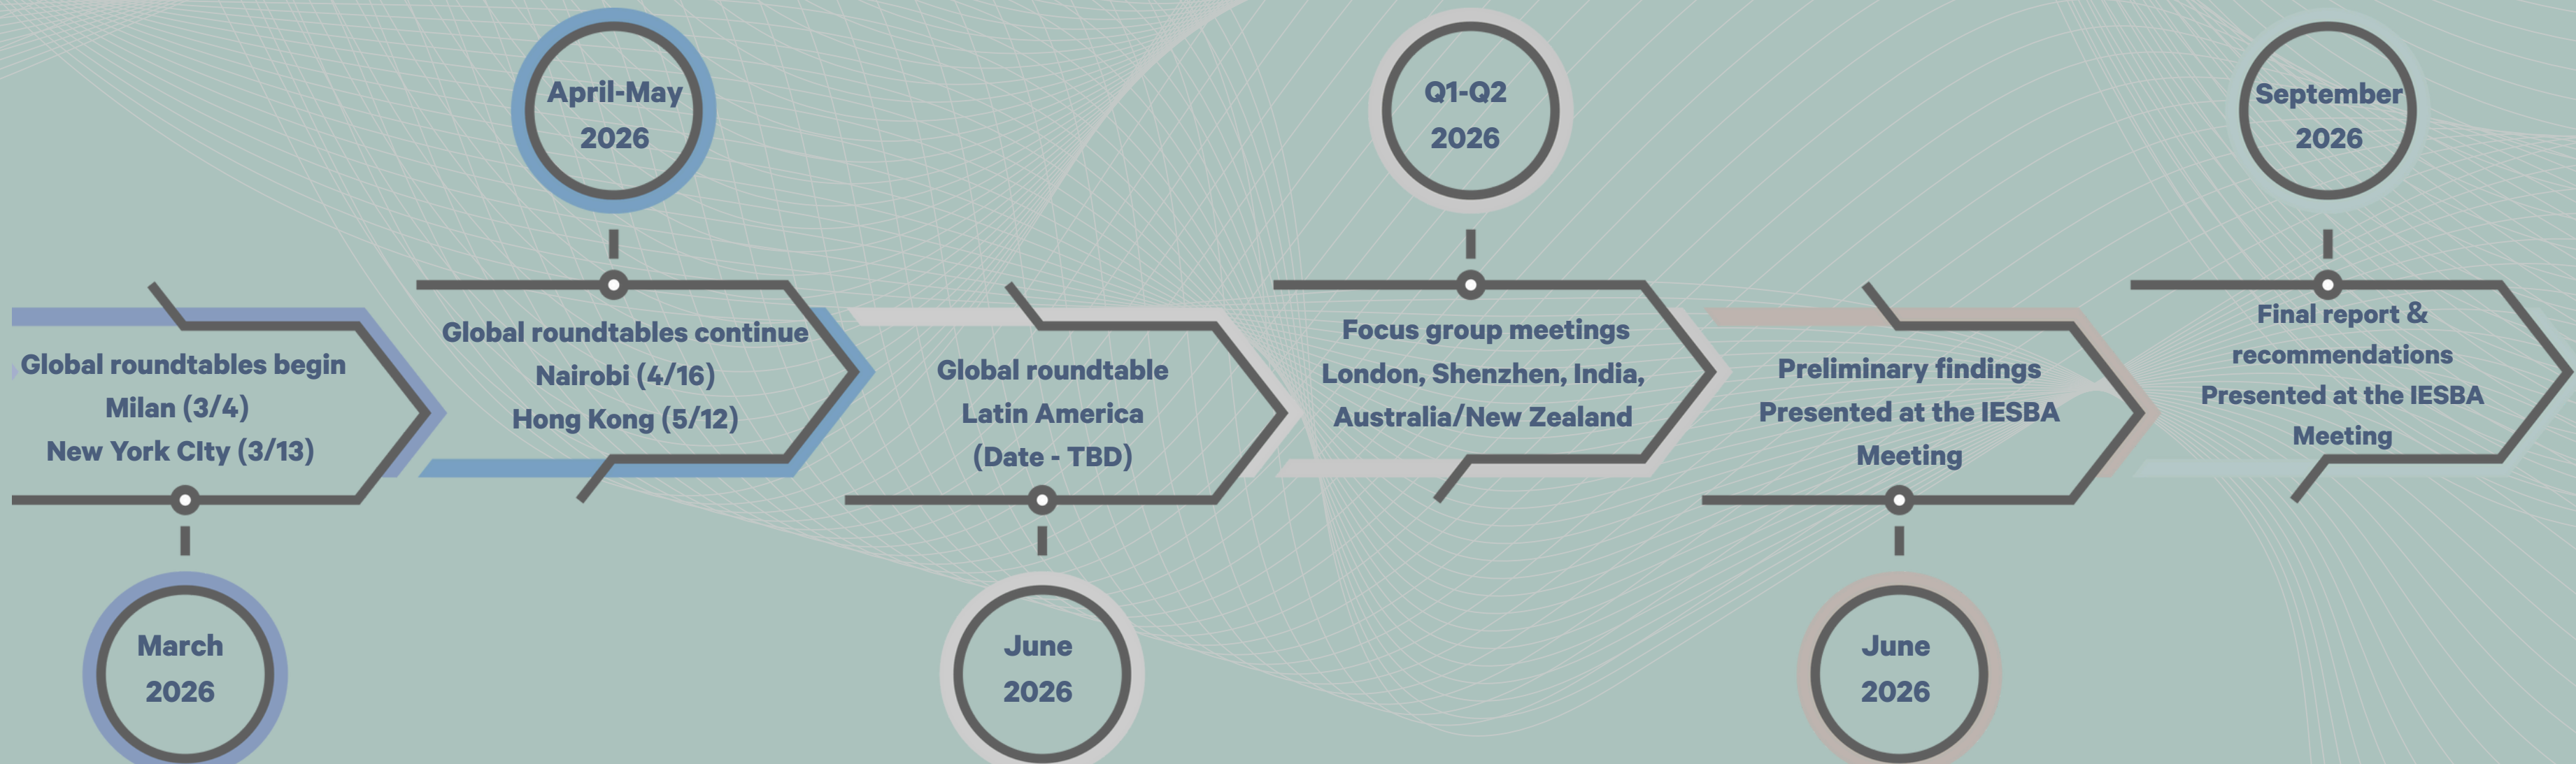 Global roundtables begin
Milan (3/4)
New York CIty (3/13)
March
2026
April-May
2026
Global roundtables continue
Nairobi (4/16)
Hong Kong (5/12)
Global roundtable
Latin America
(Date - TBD)
June
2026
Q1-Q2
2026
Focus group meetings
London, Shenzhen, India,
Australia/New Zealand
Preliminary findings
Presented at the IESBA
Meeting
June
2026
September
2026
Final report &
recommendations
Presented at the IESBA
Meeting